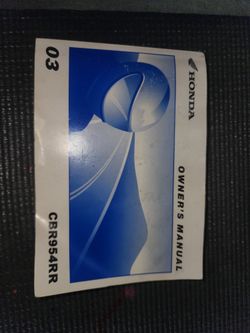 HONDA
OWNER'S MANUAL
03
CBR954RR